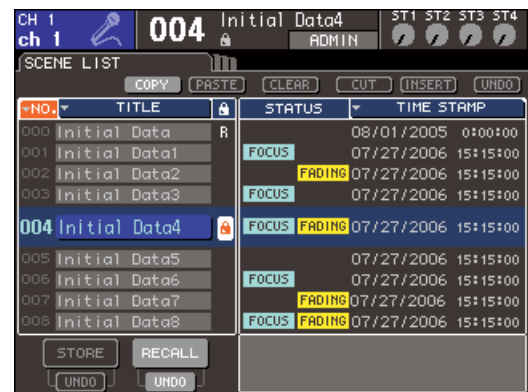 CH 1
ch 1
004
Initial Data4
ADMIN
ST1 ST2 ST3 ST4
SCENE LIST
COPY PASTE CLEAR CUT INSERT UNDO
NO. TITLE STATUS TIME STAMP
000 Initial Data R 08/01/2005 0:00:00
001 Initial Data1 FOCUS 07/27/2006 15:15:00
002 Initial Data2 FADING 07/27/2006 15:15:00
003 Initial Data3 FOCUS 07/27/2006 15:15:00
004 Initial Data4 FOCUS FADING 07/27/2006 15:15:00
005 Initial Data5 07/27/2006 15:15:00
006 Initial Data6 FOCUS 07/27/2006 15:15:00
007 Initial Data7 FADING 07/27/2006 15:15:00
008 Initial Data8 FOCUS FADING 07/27/2006 15:15:00
STORE RECALL
UNDO UNDO